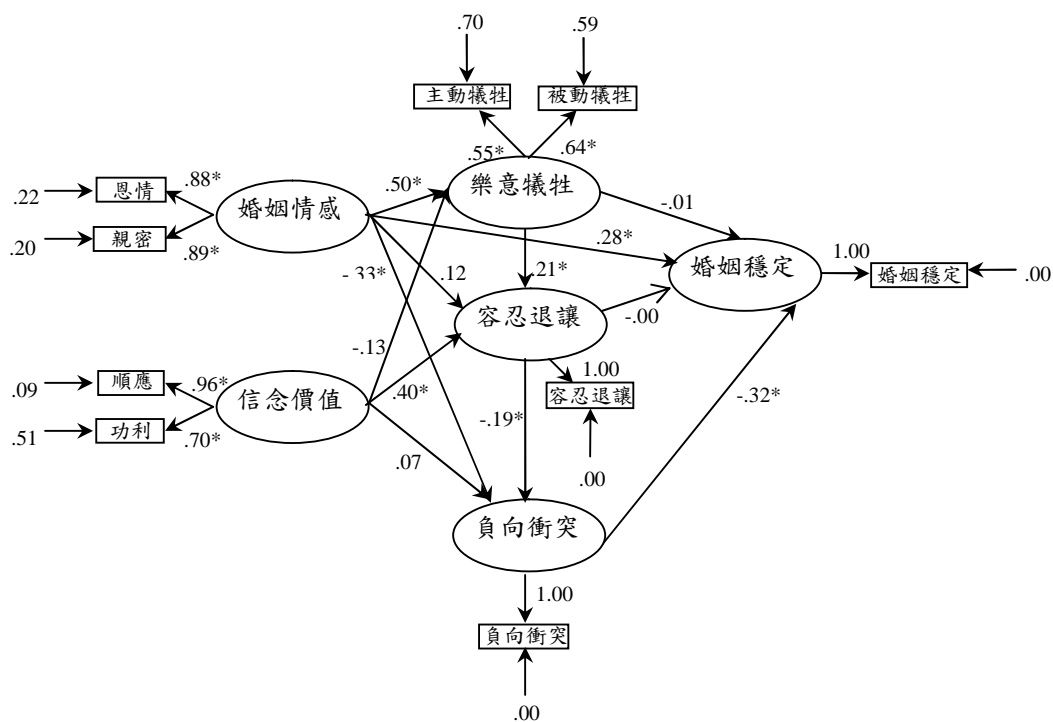 .70
.59
主動犧牲
被動犧牲
.55*
.64*
樂意犧牲
.22
恩情
.88*
.20
親密
.89*
婚姻情感
.50*
-.01
.28*
婚姻穩定
1.00
婚姻穩定
.00
-.33*
.12
.21*
容忍退讓
-.00
-.13
1.00
容忍退讓
.00
.09
順應
.96*
.51
功利
.70*
信念價值
.40*
-.19*
-.32*
.07
負向衝突
1.00
負向衝突
.00